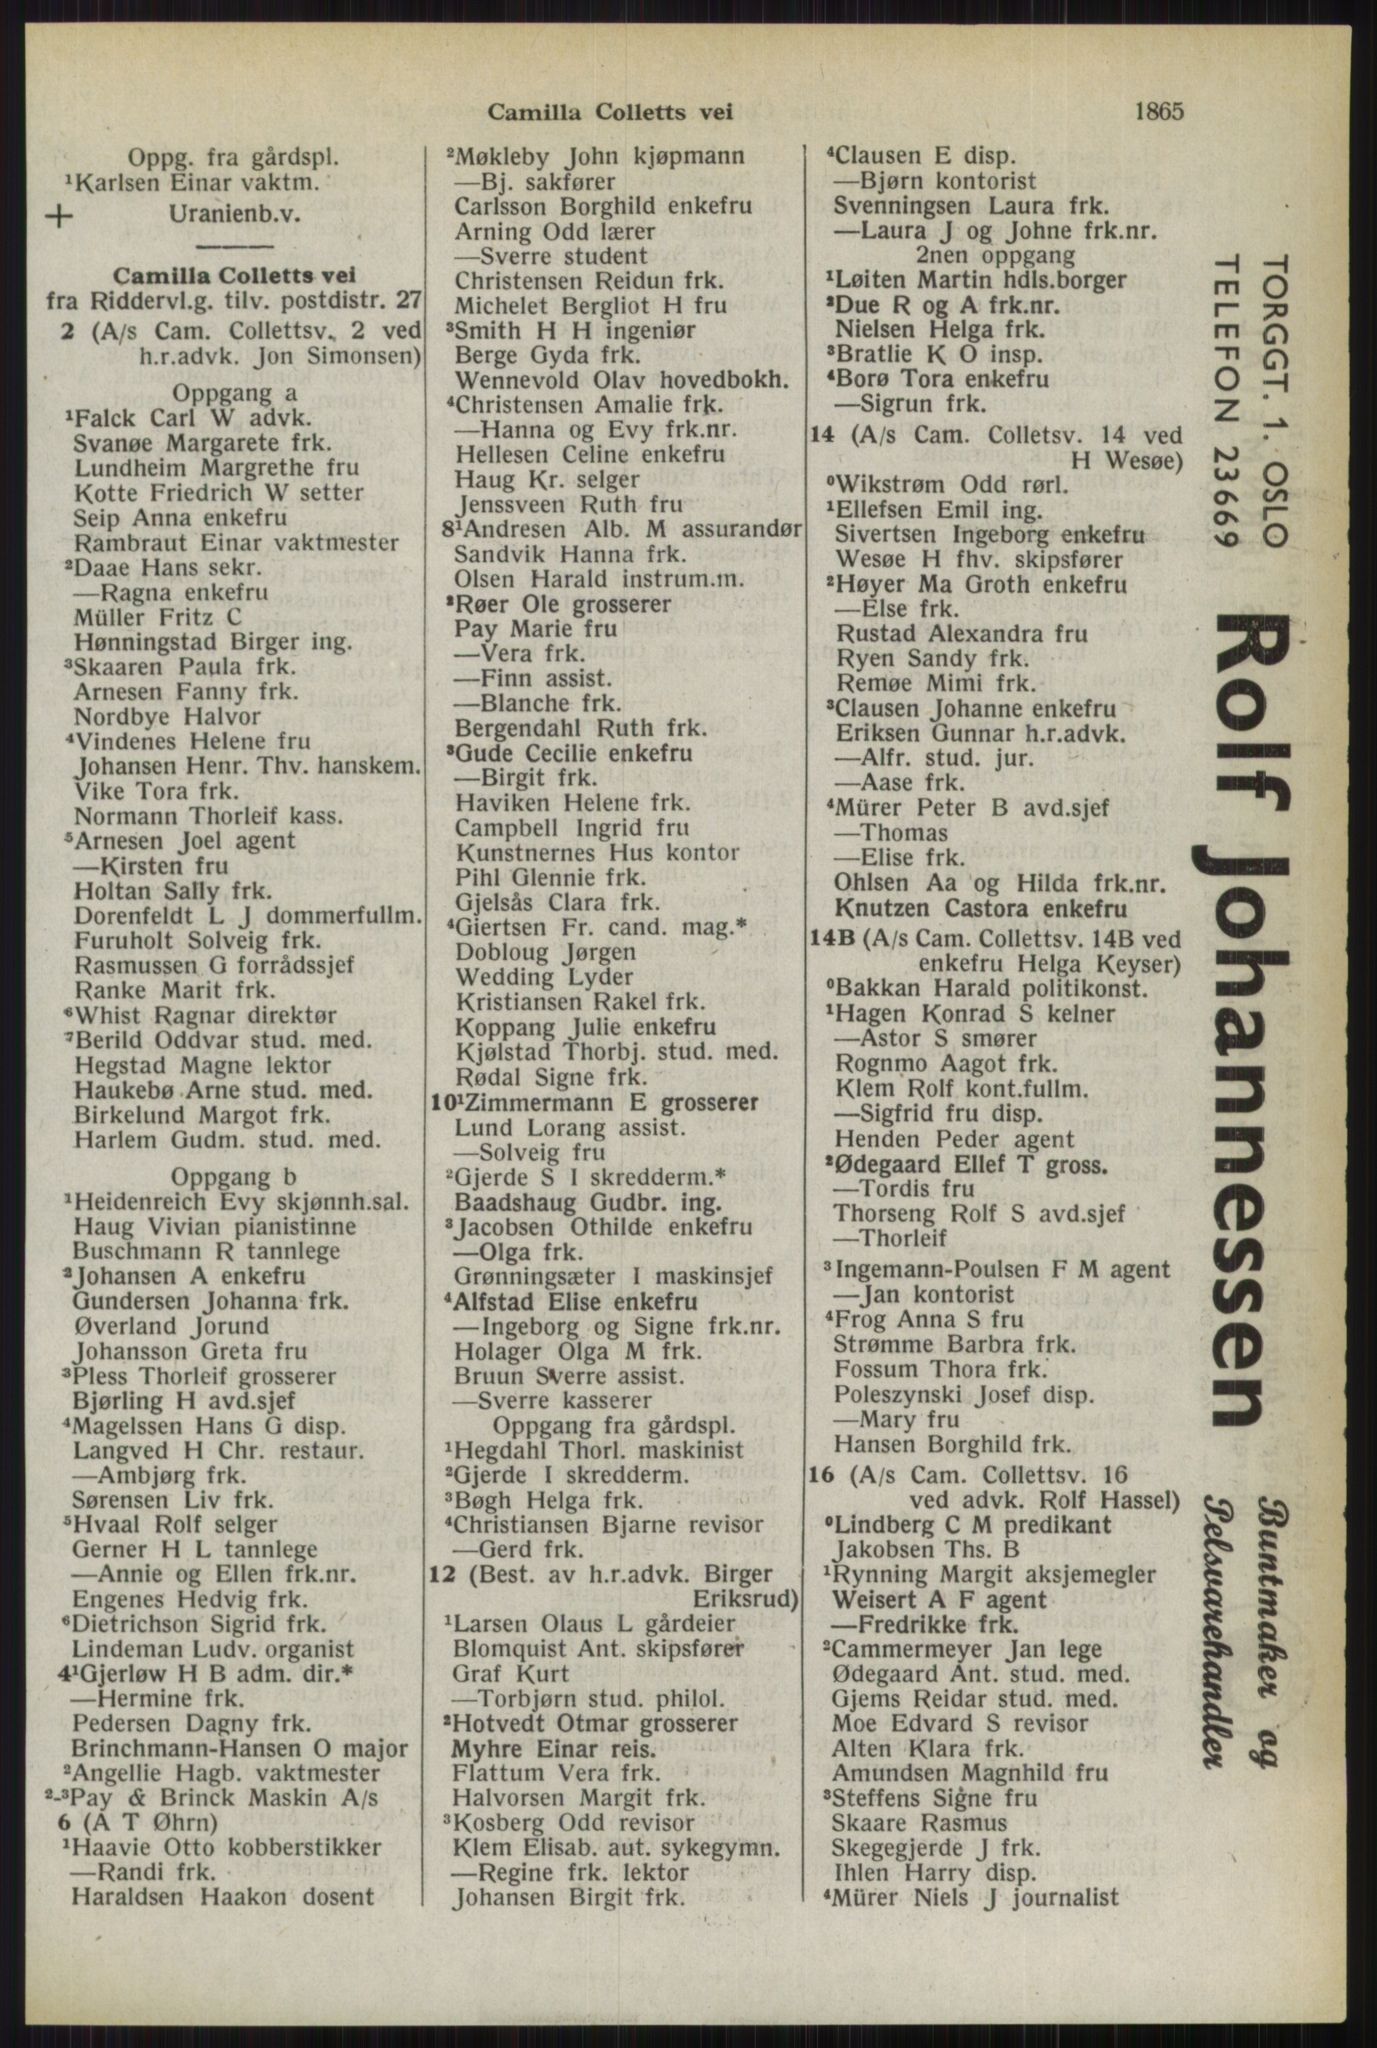 Camilla Colletts vei 1865
Oppg. fra gårdspl.
¹Karlsen Einar vaktm.
+ Uranienb.v.
Camilla Colletts vei
fra Riddervl.g. tilv. postdistr. 27
2 (A/s Cam. Collettsv. 2 ved
h.r.advk. Jon Simonsen)
Oppgang a
¹Falck Carl W advk.
Svanøe Margarete frk.
Lundheim Margrethe fru
Kotte Friedrich W setter
Seip Anna enkefru
Rambraut Einar vaktmester
²Daae Hans sekr.
—Ragna enkefru
Müller Fritz C
Hønningstad Birger ing.
³Skaaren Paula frk.
Arnesen Fanny frk.
Nordbye Halvor
⁴Vindenes Helene fru
Johansen Henr. Thv. hanskem.
Vike Tora frk.
Normann Thorleif kass.
⁵Arnesen Joel agent
—Kirsten fru
Holtan Sally frk.
Dorenfeldt L J dommerfullm.
Furuholt Solveig frk.
Rasmussen G forrådssjef
Ranke Marit frk.
⁶Whist Ragnar direktør
⁷Berild Oddvar stud. med.
Hegstad Magne lektor
Haukebø Arne stud. med.
Birkelund Margot frk.
Harlem Gudm. stud. med.
Oppgang b
¹Heidenreich Evy skjønnh.sal.
Haug Vivian pianistinne
Buschmann R tannlege
²Johansen A enkefru
Gundersen Johanna frk.
Øverland Jorund
Johansson Greta fru
³Pless Thorleif grosserer
Bjørling H avd.sjef
⁴Magelssen Hans G disp.
Langved H Chr. restaur.
—Ambjørg frk.
Sørensen Liv frk.
⁵Hvaal Rolf selger
Gerner H L tannlege
—Annie og Ellen frk.nr.
Engenes Hedvig frk.
⁶Dietrichson Sigrid frk.
Lindeman Ludv. organist
4¹Gjerløw H B adm. dir.*
—Hermine frk.
Pedersen Dagny frk.
Brinchmann-Hansen O major
²Angellie Hagb. vaktmester
²-³Pay & Brinck Maskin A/s
6 (A T Øhrn)
¹Haavie Otto kobberstikker
—Randi frk.
Haraldsen Haakon dosent
²Møkleby John kjøpmann
—Bj. sakfører
Carlsson Borghild enkefru
Arning Odd lærer
—Sverre student
Christensen Reidun frk.
Michelet Bergliot H fru
³Smith H H ingeniør
Berge Gyda frk.
Wennevold Olav hovedbokh.
⁴Christensen Amalie frk.
—Hanna og Evy frk.nr.
Hellesen Celine enkefru
Haug Kr. selger
Jenssveen Ruth fru
8¹Andresen Alb. M assurandør
Sandvik Hanna frk.
Olsen Harald instrum.m.
²Røer Ole grosserer
Pay Marie fru
—Vera frk.
—Finn assist.
—Blanche frk.
Bergendahl Ruth frk.
³Gude Cecilie enkefru
—Birgit frk.
Haviken Helene frk.
Campbell Ingrid fru
Kunstnernes Hus kontor
Pihl Glennie frk.
Gjelsås Clara frk.
⁴Giertsen Fr. cand. mag.*
Dobloug Jørgen
Wedding Lyder
Kristiansen Rakel frk.
Koppang Julie enkefru
Kjølstad Thorbj. stud. med.
Rødal Signe frk.
10¹Zimmermann E grosserer
Lund Lorang assist.
—Solveig fru
²Gjerde S I skredderm.*
Baadshaug Gudbr. ing.
³Jacobsen Othilde enkefru
—Olga frk.
Grønningsæter I maskinsjef
⁴Alfstad Elise enkefru
—Ingeborg og Signe frk.nr.
Holager Olga M frk.
Bruun Sverre assist.
—Sverre kasserer
Oppgang fra gårdspl.
¹Hegdahl Thorl. maskinist
²Gjerde I skredderm.
³Bøgh Helga frk.
⁴Christiansen Bjarne revisor
—Gerd frk.
12 (Best. av h.r.advk. Birger
Eriksrud)
¹Larsen Olaus L gårdeier
Blomquist Ant. skipsfører
Graf Kurt
—Torbjørn stud. philol.
²Hotvedt Otmar grosserer
Myhre Einar reis.
Flattum Vera frk.
Halvorsen Margit frk.
³Kosberg Odd revisor
Klem Elisab. aut. sykegymn.
—Regine frk. lektor
Johansen Birgit frk.
⁴Clausen E disp.
—Bjørn kontorist
Svenningsen Laura frk.
—Laura J og Johne frk.nr.
2nen oppgang
¹Løiten Martin hdls.borger
²Due R og A frk.nr.
Nielsen Helga frk.
³Bratlie K O insp.
⁴Borø Tora enkefru
—Sigrun frk.
14 (A/s Cam. Colletsv. 14 ved
H Wesøe)
⁰Wikstrøm Odd rørl.
¹Ellefsen Emil ing.
Sivertsen Ingeborg enkefru
Wesøe H fhv. skipsfører
²Høyer Ma Groth enkefru
—Else frk.
Rustad Alexandra fru
Ryen Sandy frk.
Remøe Mimi frk.
³Clausen Johanne enkefru
Eriksen Gunnar h.r.advk.
—Alfr. stud. jur.
—Aase frk.
⁴Mürer Peter B avd.sjef
—Thomas
—Elise frk.
Ohlsen Aa og Hilda frk.nr.
Knutzen Castora enkefru
14B (A/s Cam. Collettsv. 14B ved
enkefru Helga Keyser)
⁰Bakkan Harald politikonst.
¹Hagen Konrad S kelner
—Astor S smører
Rognmo Aagot frk.
Klem Rolf kont.fullm.
—Sigfrid fru disp.
Henden Peder agent
²Ødegaard Ellef T gross.
—Tordis fru
Thorseng Rolf S avd.sjef
—Thorleif
³Ingemann-Poulsen F M agent
—Jan kontorist
⁴Frog Anna S fru
Strømme Barbra frk.
Fossum Thora frk.
Poleszynski Josef disp.
—Mary fru
Hansen Borghild frk.
16 (A/s Cam. Collettsv. 16
ved advk. Rolf Hassel)
⁰Lindberg C M predikant
Jakobsen Ths. B
¹Rynning Margit aksjemegler
Weisert A F agent
—Fredrikke frk.
²Cammermeyer Jan lege
Ødegaard Ant. stud. med.
Gjems Reidar stud. med.
Moe Edvard S revisor
Alten Klara frk.
Amundsen Magnhild fru
³Steffens Signe fru
Skaare Rasmus
Skegegjerde J frk.
Ihlen Harry disp.
⁴Mürer Niels J journalist
TORGGT. 1. OSLO
TELEFON 23669
Rolf Johannessen
Buntmaker og
Pelsvarehandler